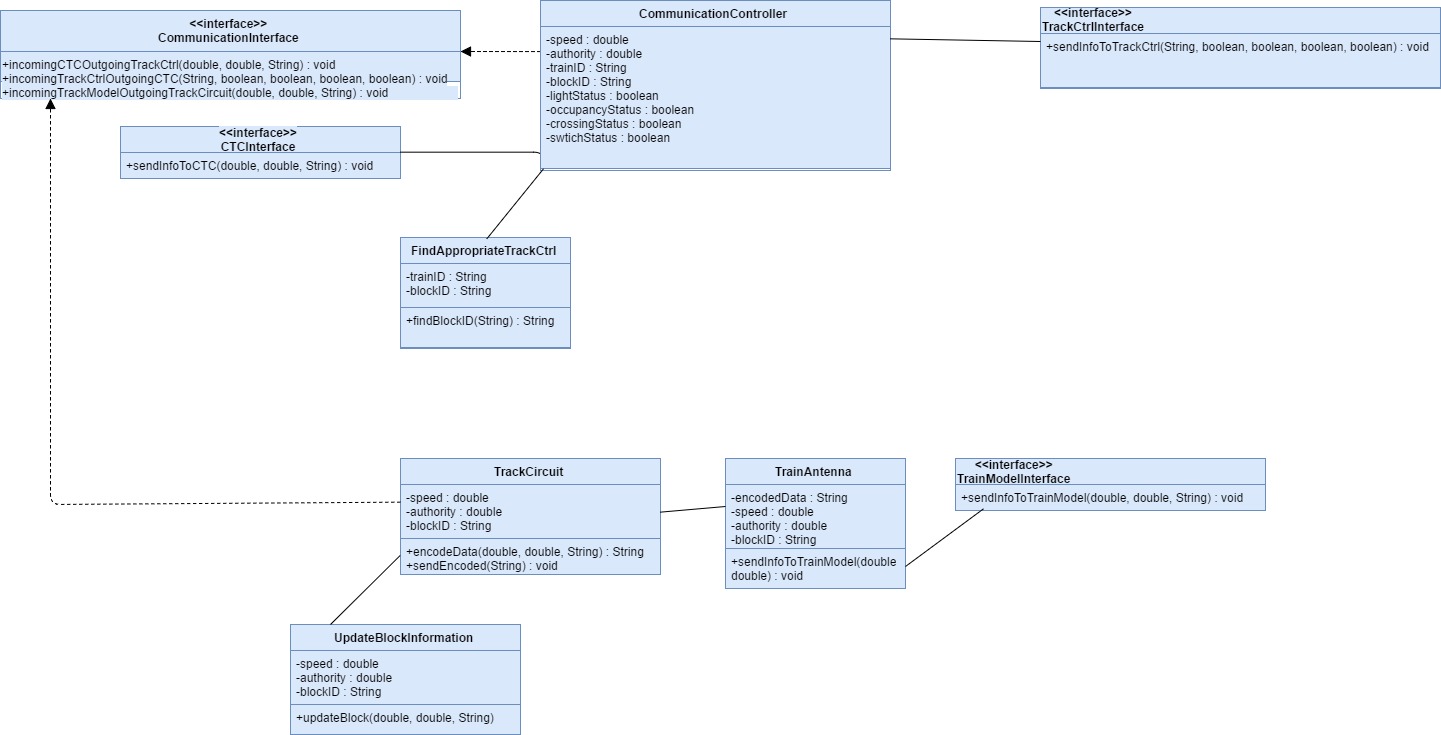 <<interface>>
CommunicationInterface
+incomingCTCOutgoingTrackCtrl(double, double, String) : void
+incomingTrackCtrlOutgoingCTC(String, boolean, boolean, boolean, boolean) : void
+incomingTrackModelOutgoingTrackCircuit(double, double, String) : void
CommunicationController
-speed : double
-authority : double
-trainID : String
-blockID : String
-lightStatus : boolean
-occupancyStatus : boolean
-crossingStatus : boolean
-swtichStatus : boolean
<<interface>>
TrackCtrlInterface
+sendInfoToTrackCtrl(String, boolean, boolean, boolean, boolean) : void
<<interface>>
CTCInterface
+sendInfoToCTC(double, double, String) : void
FindAppropriateTrackCtrl
-trainID : String
-blockID : String
+findBlockID(String) : String
TrackCircuit
-speed : double
-authority : double
-blockID : String
+encodeData(double, double, String) : String
+sendEncoded(String) : void
TrainAntenna
-encodedData : String
-speed : double
-authority : double
-blockID : String
+sendInfoToTrainModel(double
double) : void
<<interface>>
TrainModelInterface
+sendInfoToTrainModel(double, double, String) : void
UpdateBlockInformation
-speed : double
-authority : double
-blockID : String
+updateBlock(double, double, String)